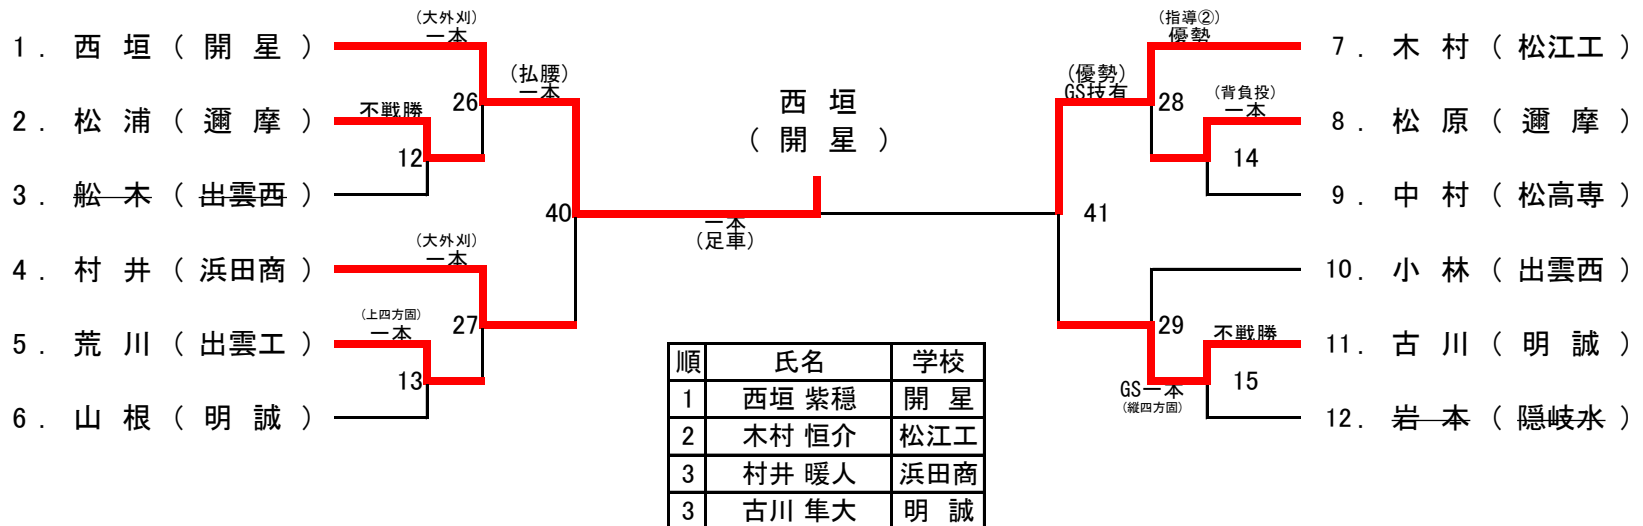 (大外刈)
一本
1. 西 垣 ( 開 星 )
26
(払腰)
一本
不戦勝
2. 松 浦 ( 邇 摩 )
12
3. 舩 木 ( 出雲西 )
40
(大外刈)
一本
4. 村 井 ( 浜田商 )
27
(上四方固)
一本
5. 荒 川 ( 出雲工 )
13
6. 山 根 ( 明 誠 )
西 垣
( 開 星 )
一本
(足車)
(指導②)
優勢
7. 木 村 ( 松江工 )
(優勢)
GS技有
28
(背負投)
一本
8. 松 原 ( 邇 摩 )
14
9. 中 村 ( 松高専 )
41
10. 小 林 ( 出雲西 )
29
不戦勝
11. 古 川 ( 明 誠 )
15
GS一本
(縦四方固)
12. 岩 本 ( 隠岐水 )
順 氏名 学校
1 西垣 紫穏 開 星
2 木村 恒介 松江工
3 村井 暖人 浜田商
3 古川 隼大 明 誠